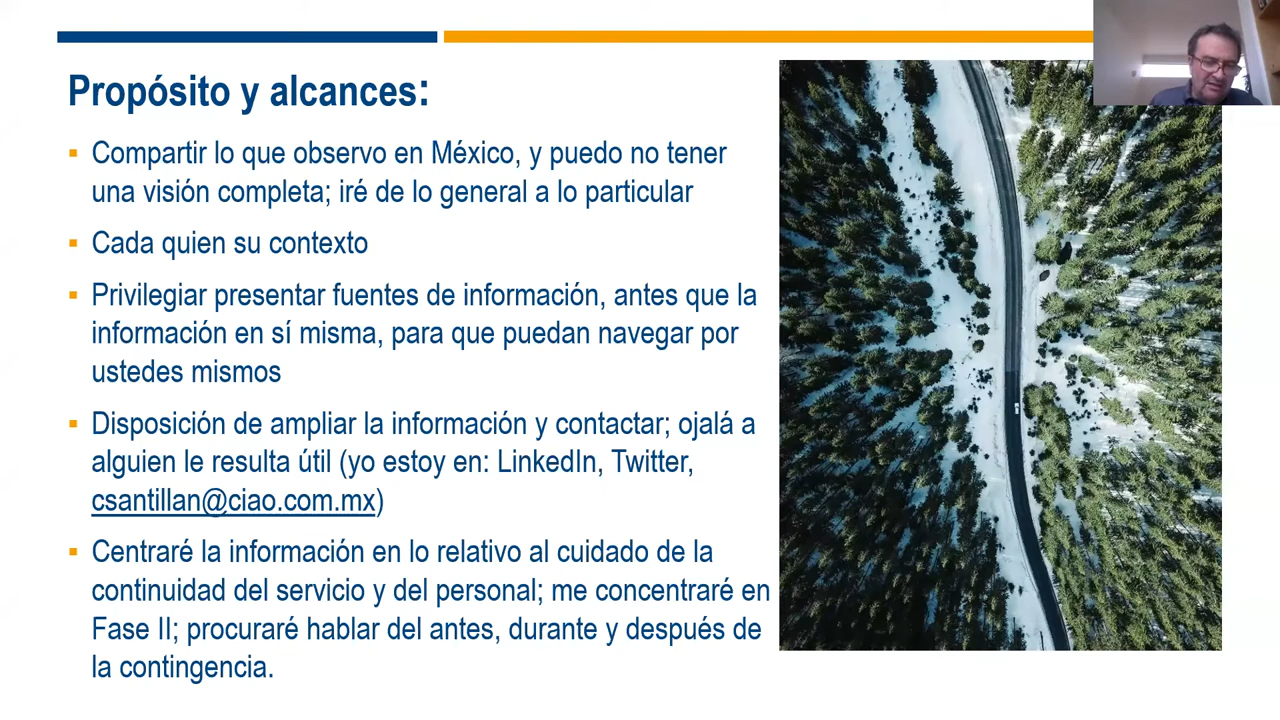 Propósito y alcances:
Compartir lo que observo en México, y puedo no tener
una visión completa; iré de lo general a lo particular
Cada quien su contexto
Privilegiar presentar fuentes de información, antes que la
información en sí misma, para que puedan navegar por
ustedes mismos
Disposición de ampliar la información y contactar; ojalá a
alguien le resulta útil (yo estoy en: LinkedIn, Twitter,
csantillan@ciao.com.mx)
Centraré la información en lo relativo al cuidado de la
continuidad del servicio y del personal; me concentraré en
Fase II; procuraré hablar del antes, durante y después de
la contingencia.